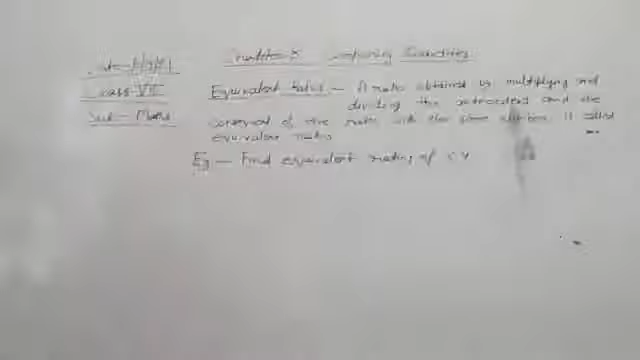 Chapter-8 Comparing Quantities
Class-VII
Sub-Maths
Equivalent Ratio - A ratio obtained by multiplying and
dividing the antecedent and the
consequent of the ratio with the same number is called
equivalent ratio
Eg - Find equivalent ratios of